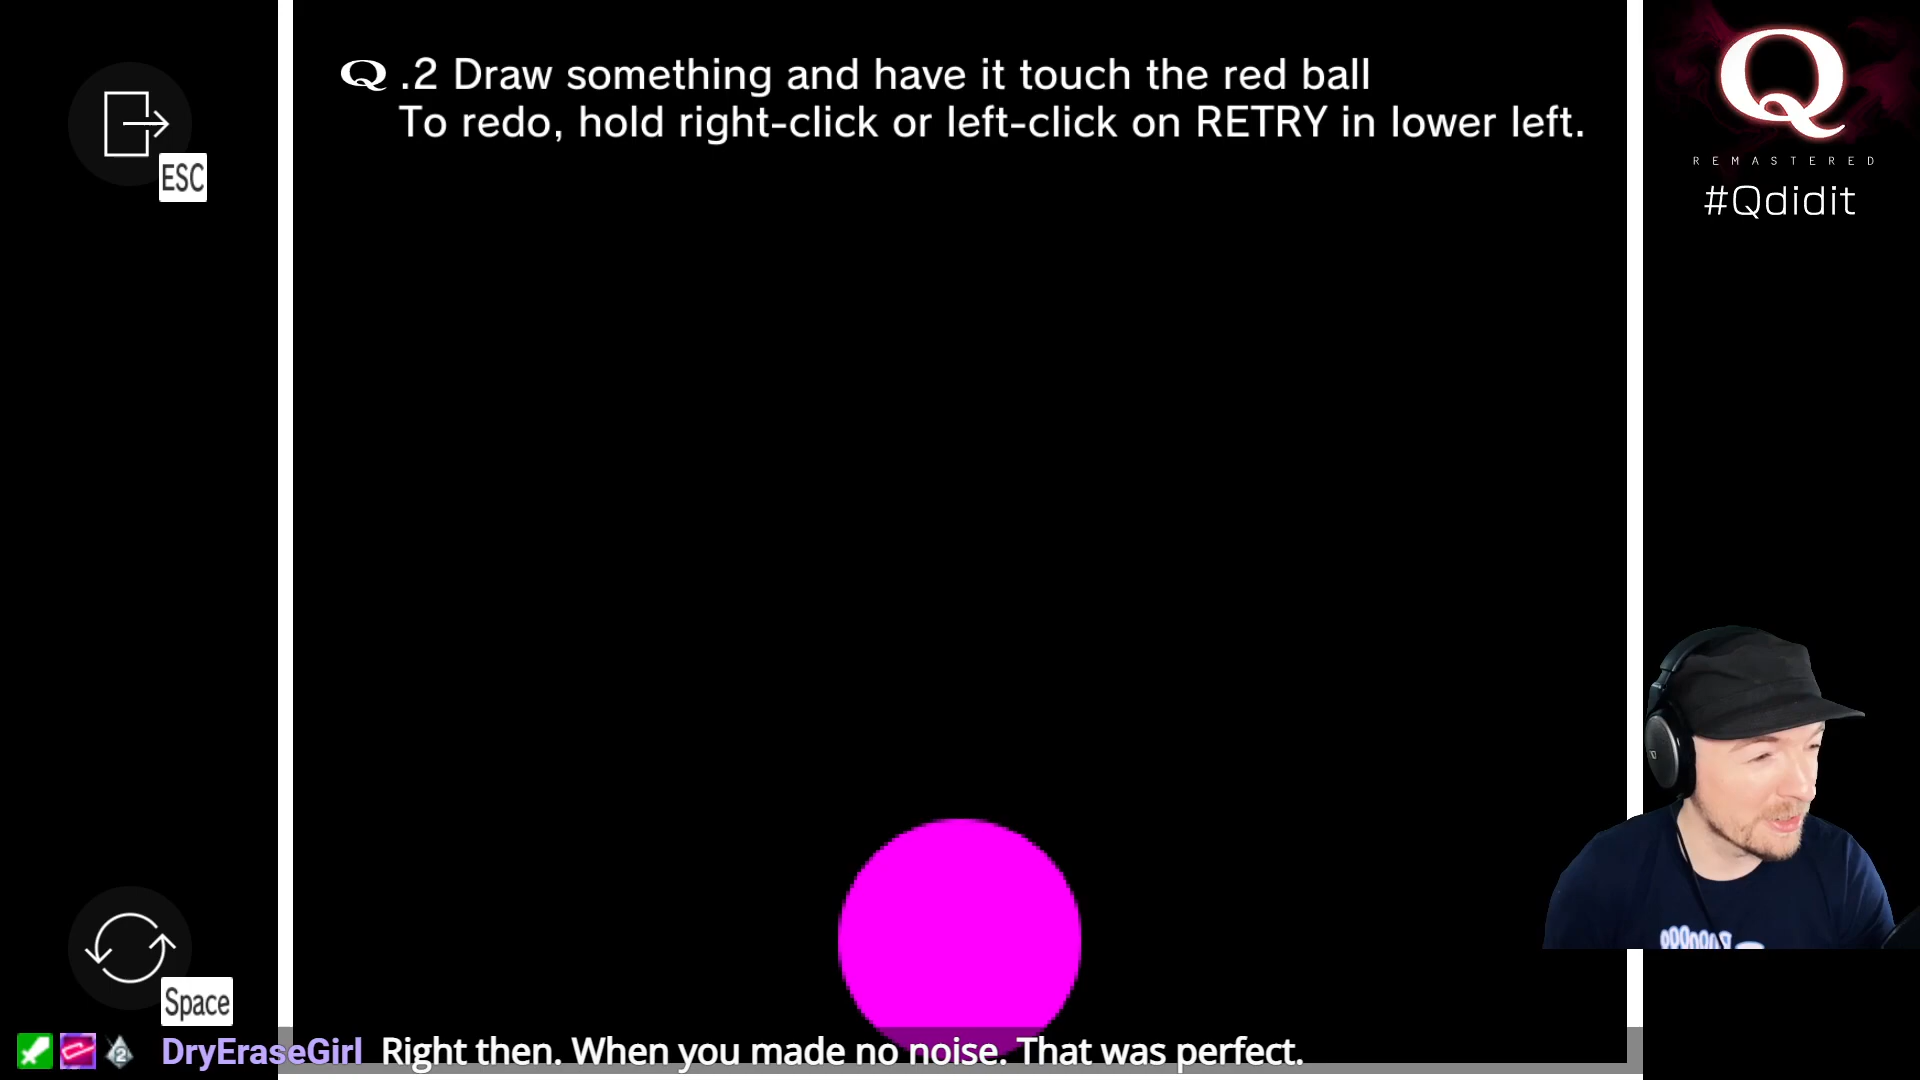 Q.2 Draw something and have it touch the red ball
To redo, hold right-click or left-click on RETRY in lower left.
ESC
Q
REMASTERED
#Qdidit
Space
2 DryEraseGirl Right then. When you made no noise. That was perfect.